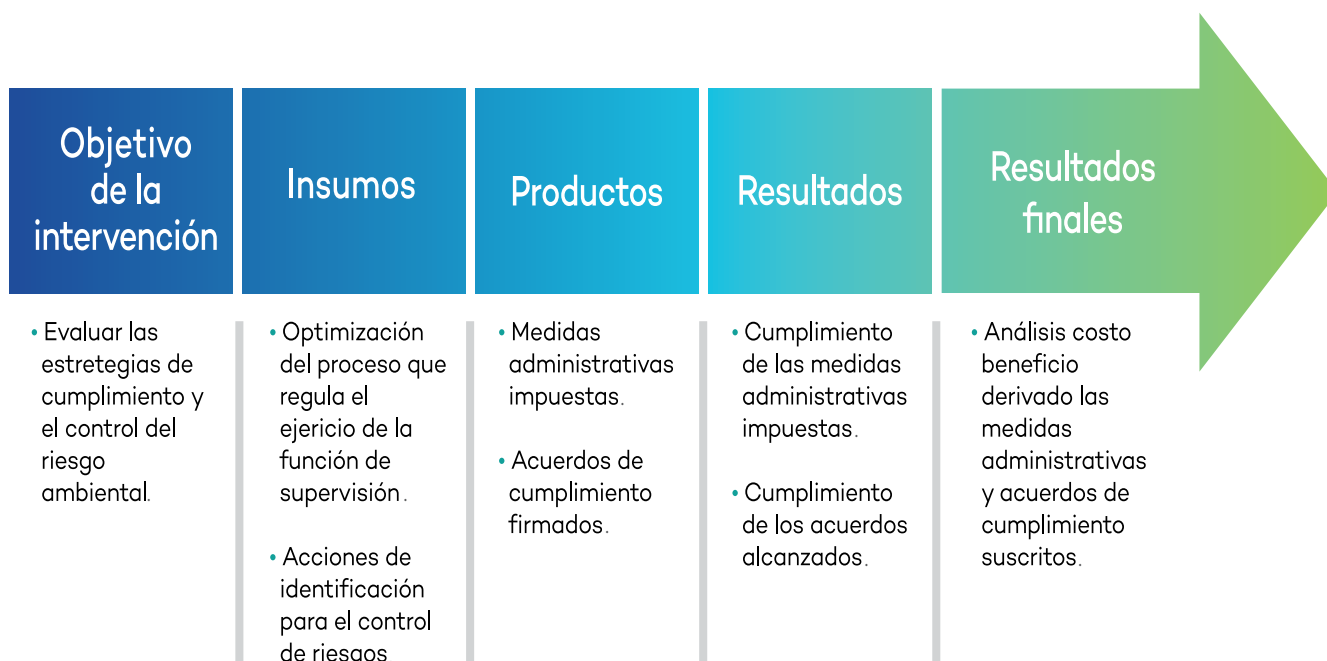 Objetivo
de la
intervención
Insumos
Productos
Resultados
Resultados
finales
• Evaluar las
estretegias de
cumplimiento y
el control del
riesgo
ambiental.
• Optimización
del proceso que
regula el
ejericio de la
función de
supervisión.
• Acciones de
identificación
para el control
de riesgos
• Medidas
administrativas
impuestas.
• Acuerdos de
cumplimiento
firmados.
• Cumplimiento
de las medidas
administrativas
impuestas.
• Cumplimiento
de los acuerdos
alcanzados.
• Análisis costo
beneficio
derivado las
medidas
administrativas
y acuerdos de
cumplimiento
suscritos.